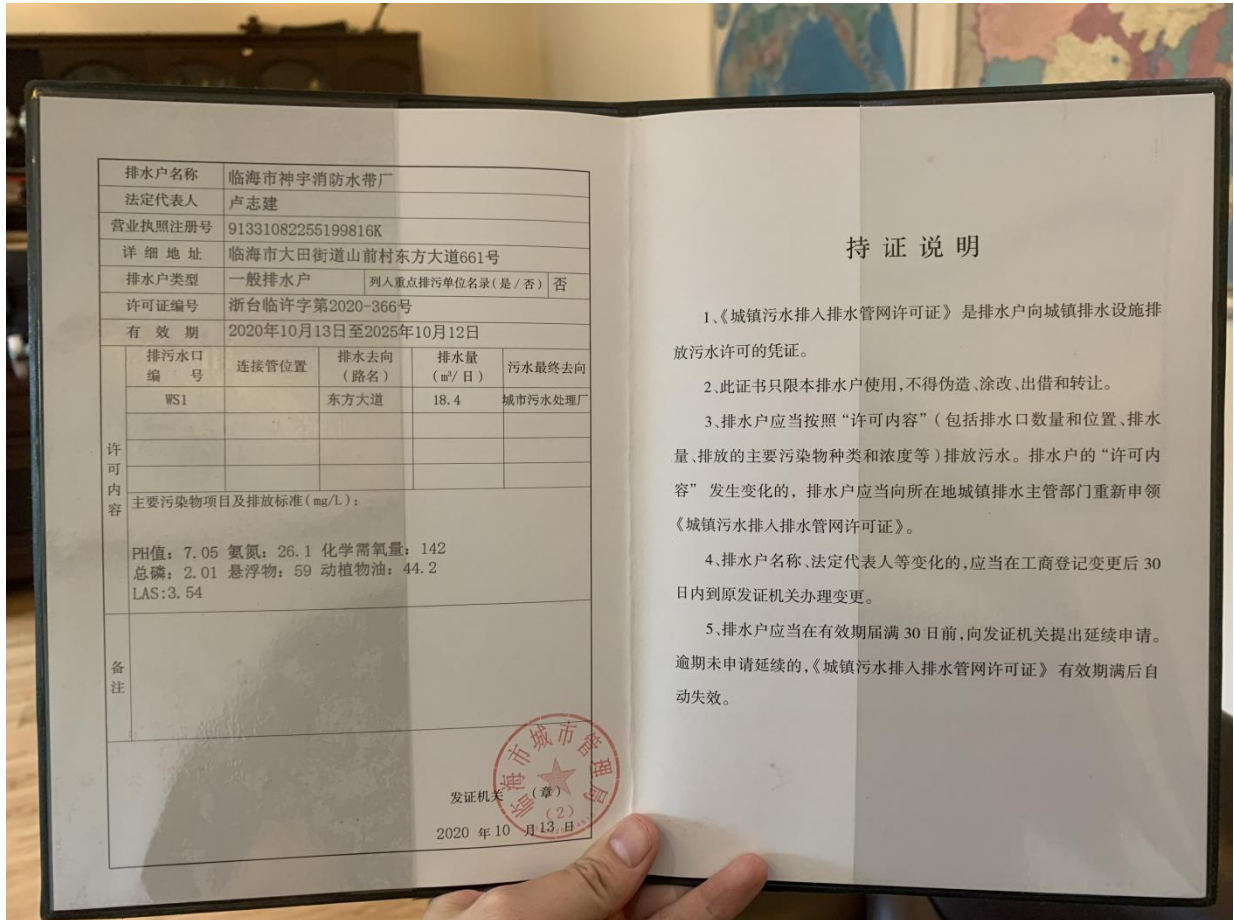 排水户名称 临海市神宇消防水带厂
法定代表人 卢志建
营业执照注册号 91331082255199816K
详细地址 临海市大田街道山前村东方大道661号
排水户类型 一般排水户 列入重点排污单位名录(是/否) 否
许可证编号 浙台临许字第2020-366号
有效期 2020年10月13日至2025年10月12日
许可内容
排污水口编号 连接管位置 排水去向(路名) 排水量(m³/日) 污水最终去向
WS1 东方大道 18.4 城市污水处理厂
主要污染物项目及排放标准(mg/L):
PH值: 7.05 氨氮: 26.1 化学需氧量: 142
总磷: 2.01 悬浮物: 59 动植物油: 44.2
LAS:3.54
备注
临海市城市管理局
(2)
发证机关 (章)
2020 年 10 月 13 日
持证说明
1、《城镇污水排入排水管网许可证》是排水户向城镇排水设施排
放污水许可的凭证。
2、此证书只限本排水户使用,不得伪造、涂改、出借和转让。
3、排水户应当按照“许可内容”(包括排水口数量和位置、排水
量、排放的主要污染物种类和浓度等)排放污水。排水户的“许可内
容”发生变化的,排水户应当向所在地城镇排水主管部门重新申领
《城镇污水排入排水管网许可证》。
4、排水户名称、法定代表人等变化的,应当在工商登记变更后 30
日内到原发证机关办理变更。
5、排水户应当在有效期届满 30 日前,向发证机关提出延续申请。
逾期未申请延续的,《城镇污水排入排水管网许可证》有效期满后自
动失效。